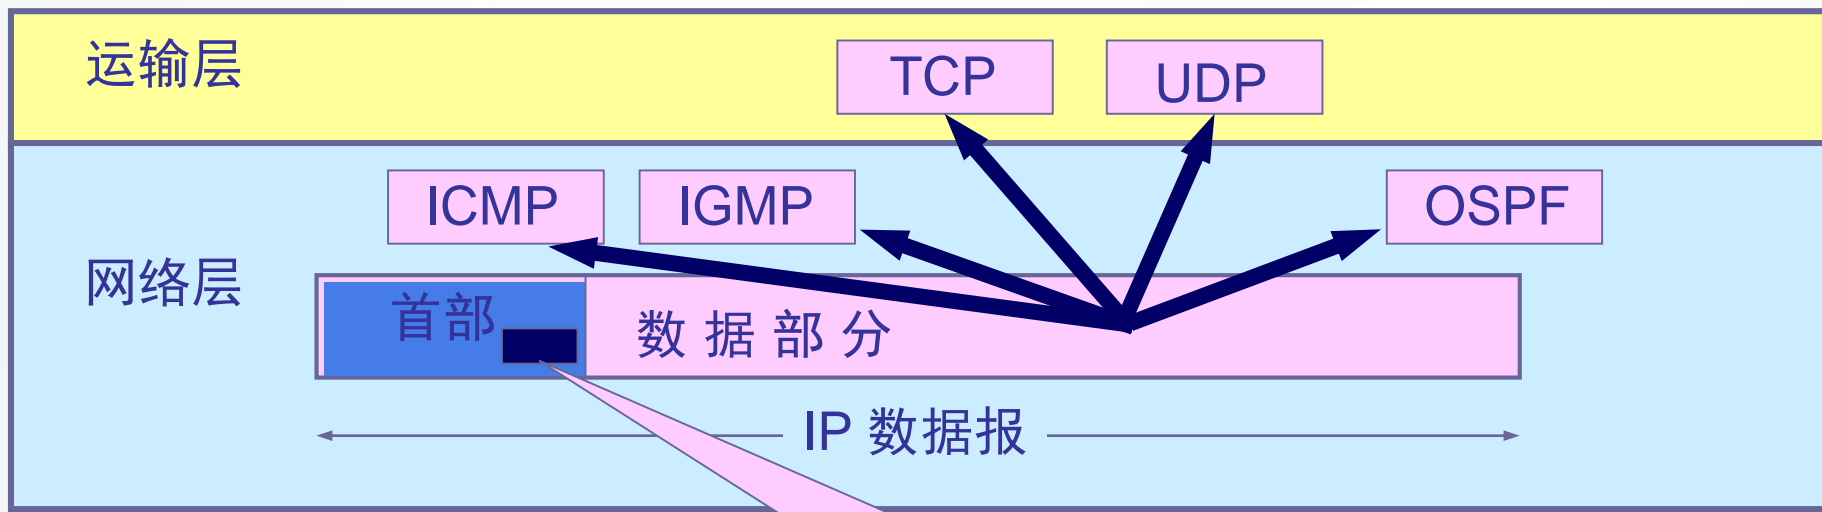 运输层
TCP
UDP
ICMP
IGMP
OSPF
网络层
首部
数据部分
IP 数据报